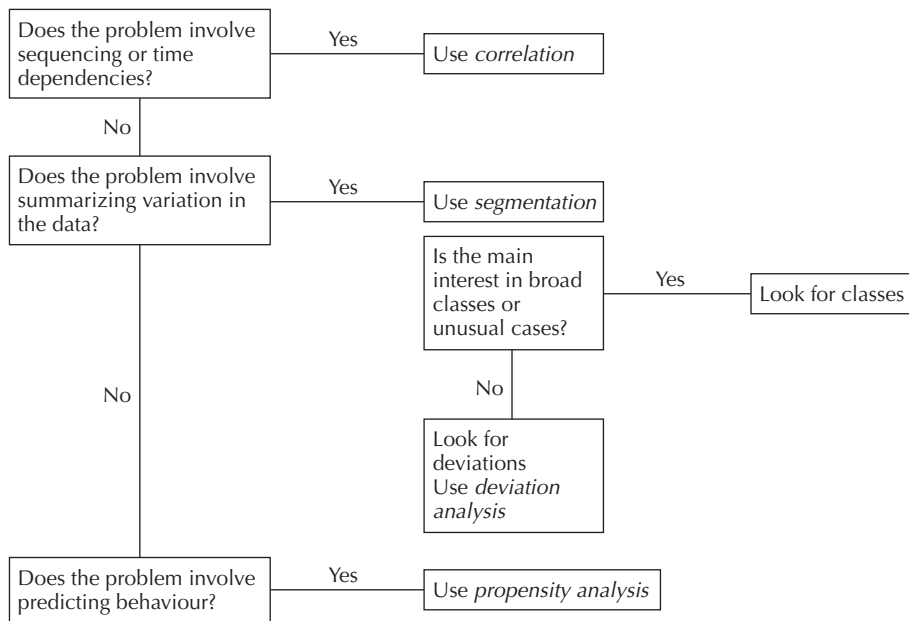 Does the problem involve
sequencing or time
dependencies?
Yes
Use correlation
No
Does the problem involve
summarizing variation in
the data?
Yes
Use segmentation
Is the main
interest in broad
classes or
unusual cases?
Yes
Look for classes
No
Look for
deviations
Use deviation
analysis
No
Does the problem involve
predicting behaviour?
Yes
Use propensity analysis